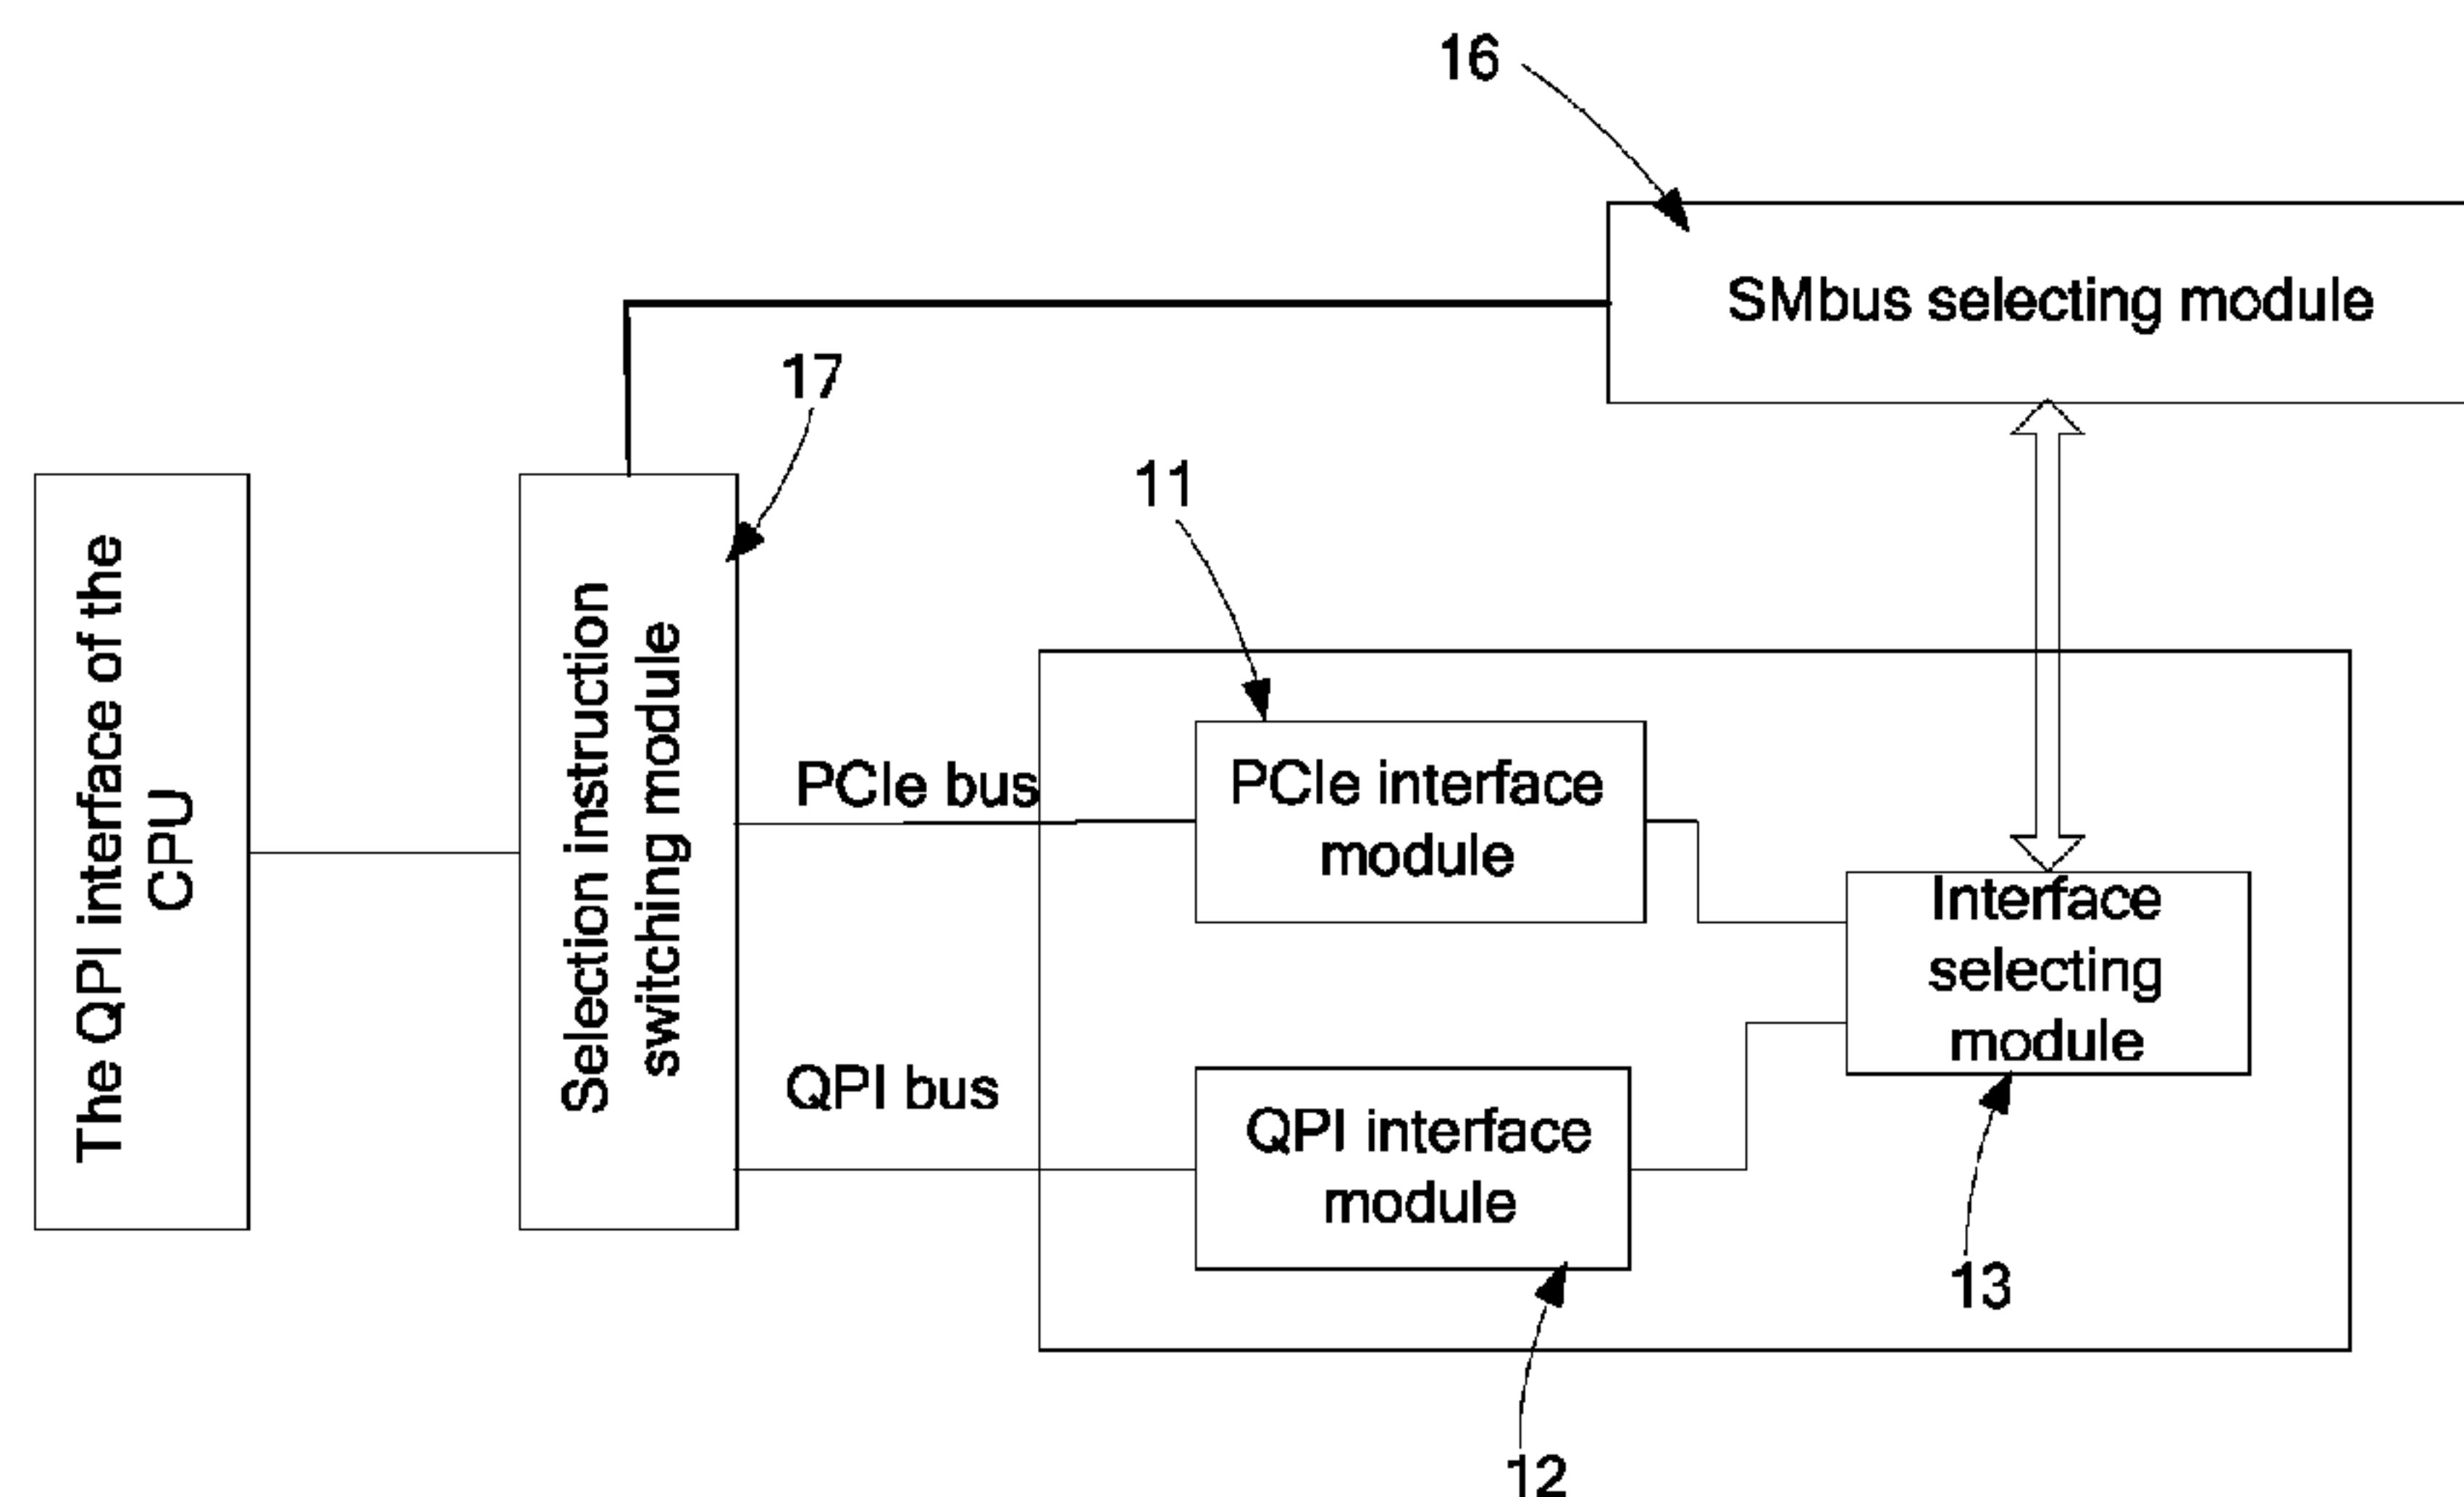 16
SMbus selecting module
17
11
The QPI interface of the
CPU
Selection instruction
switching module
PCIe bus
PCIe interface
module
Interface
selecting
module
QPI bus
QPI interface
module
13
12